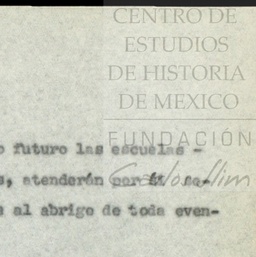 CENTRO DE
ESTUDIOS
DE HISTORIA
DE MEXICO
FUNDACIÓN
o futuro las escuelas -
s, atenderán por
s al abrigo de toda even-